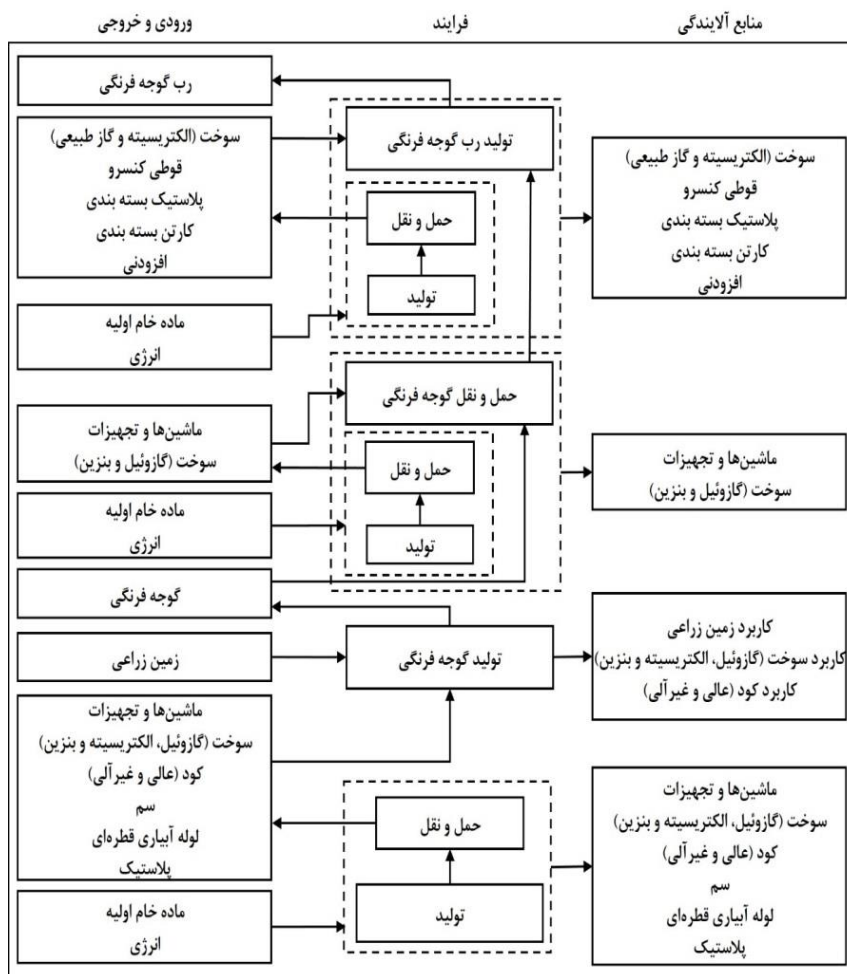 منابع آلایندگی
فرایند
ورودی و خروجی
رب گوجه فرنگی
تولید رب گوجه فرنگی
سوخت (الکتریسیته و گاز طبیعی)
قوطی کنسرو
پلاستیک بسته بندی
کارتن بسته بندی
افزودنی
سوخت (الکتریسیته و گاز طبیعی)
قوطی کنسرو
پلاستیک بسته بندی
کارتن بسته بندی
افزودنی
حمل و نقل
تولید
ماده خام اولیه
انرژی
حمل و نقل گوجه فرنگی
ماشین‌ها و تجهیزات
سوخت (گازوئیل و بنزین)
ماشین‌ها و تجهیزات
سوخت (گازوئیل و بنزین)
حمل و نقل
تولید
ماده خام اولیه
انرژی
گوجه فرنگی
کاربرد زمین زراعی
کاربرد سوخت (گازوئیل، الکتریسیته و بنزین)
کاربرد کود (عالی و غیرآلی)
تولید گوجه فرنگی
زمین زراعی
ماشین‌ها و تجهیزات
سوخت (گازوئیل، الکتریسیته و بنزین)
کود (عالی و غیرآلی)
سم
لوله آبیاری قطره‌ای
پلاستیک
ماشین‌ها و تجهیزات
سوخت (گازوئیل، الکتریسیته و بنزین)
کود (عالی و غیرآلی)
سم
لوله آبیاری قطره‌ای
پلاستیک
حمل و نقل
تولید
ماده خام اولیه
انرژی